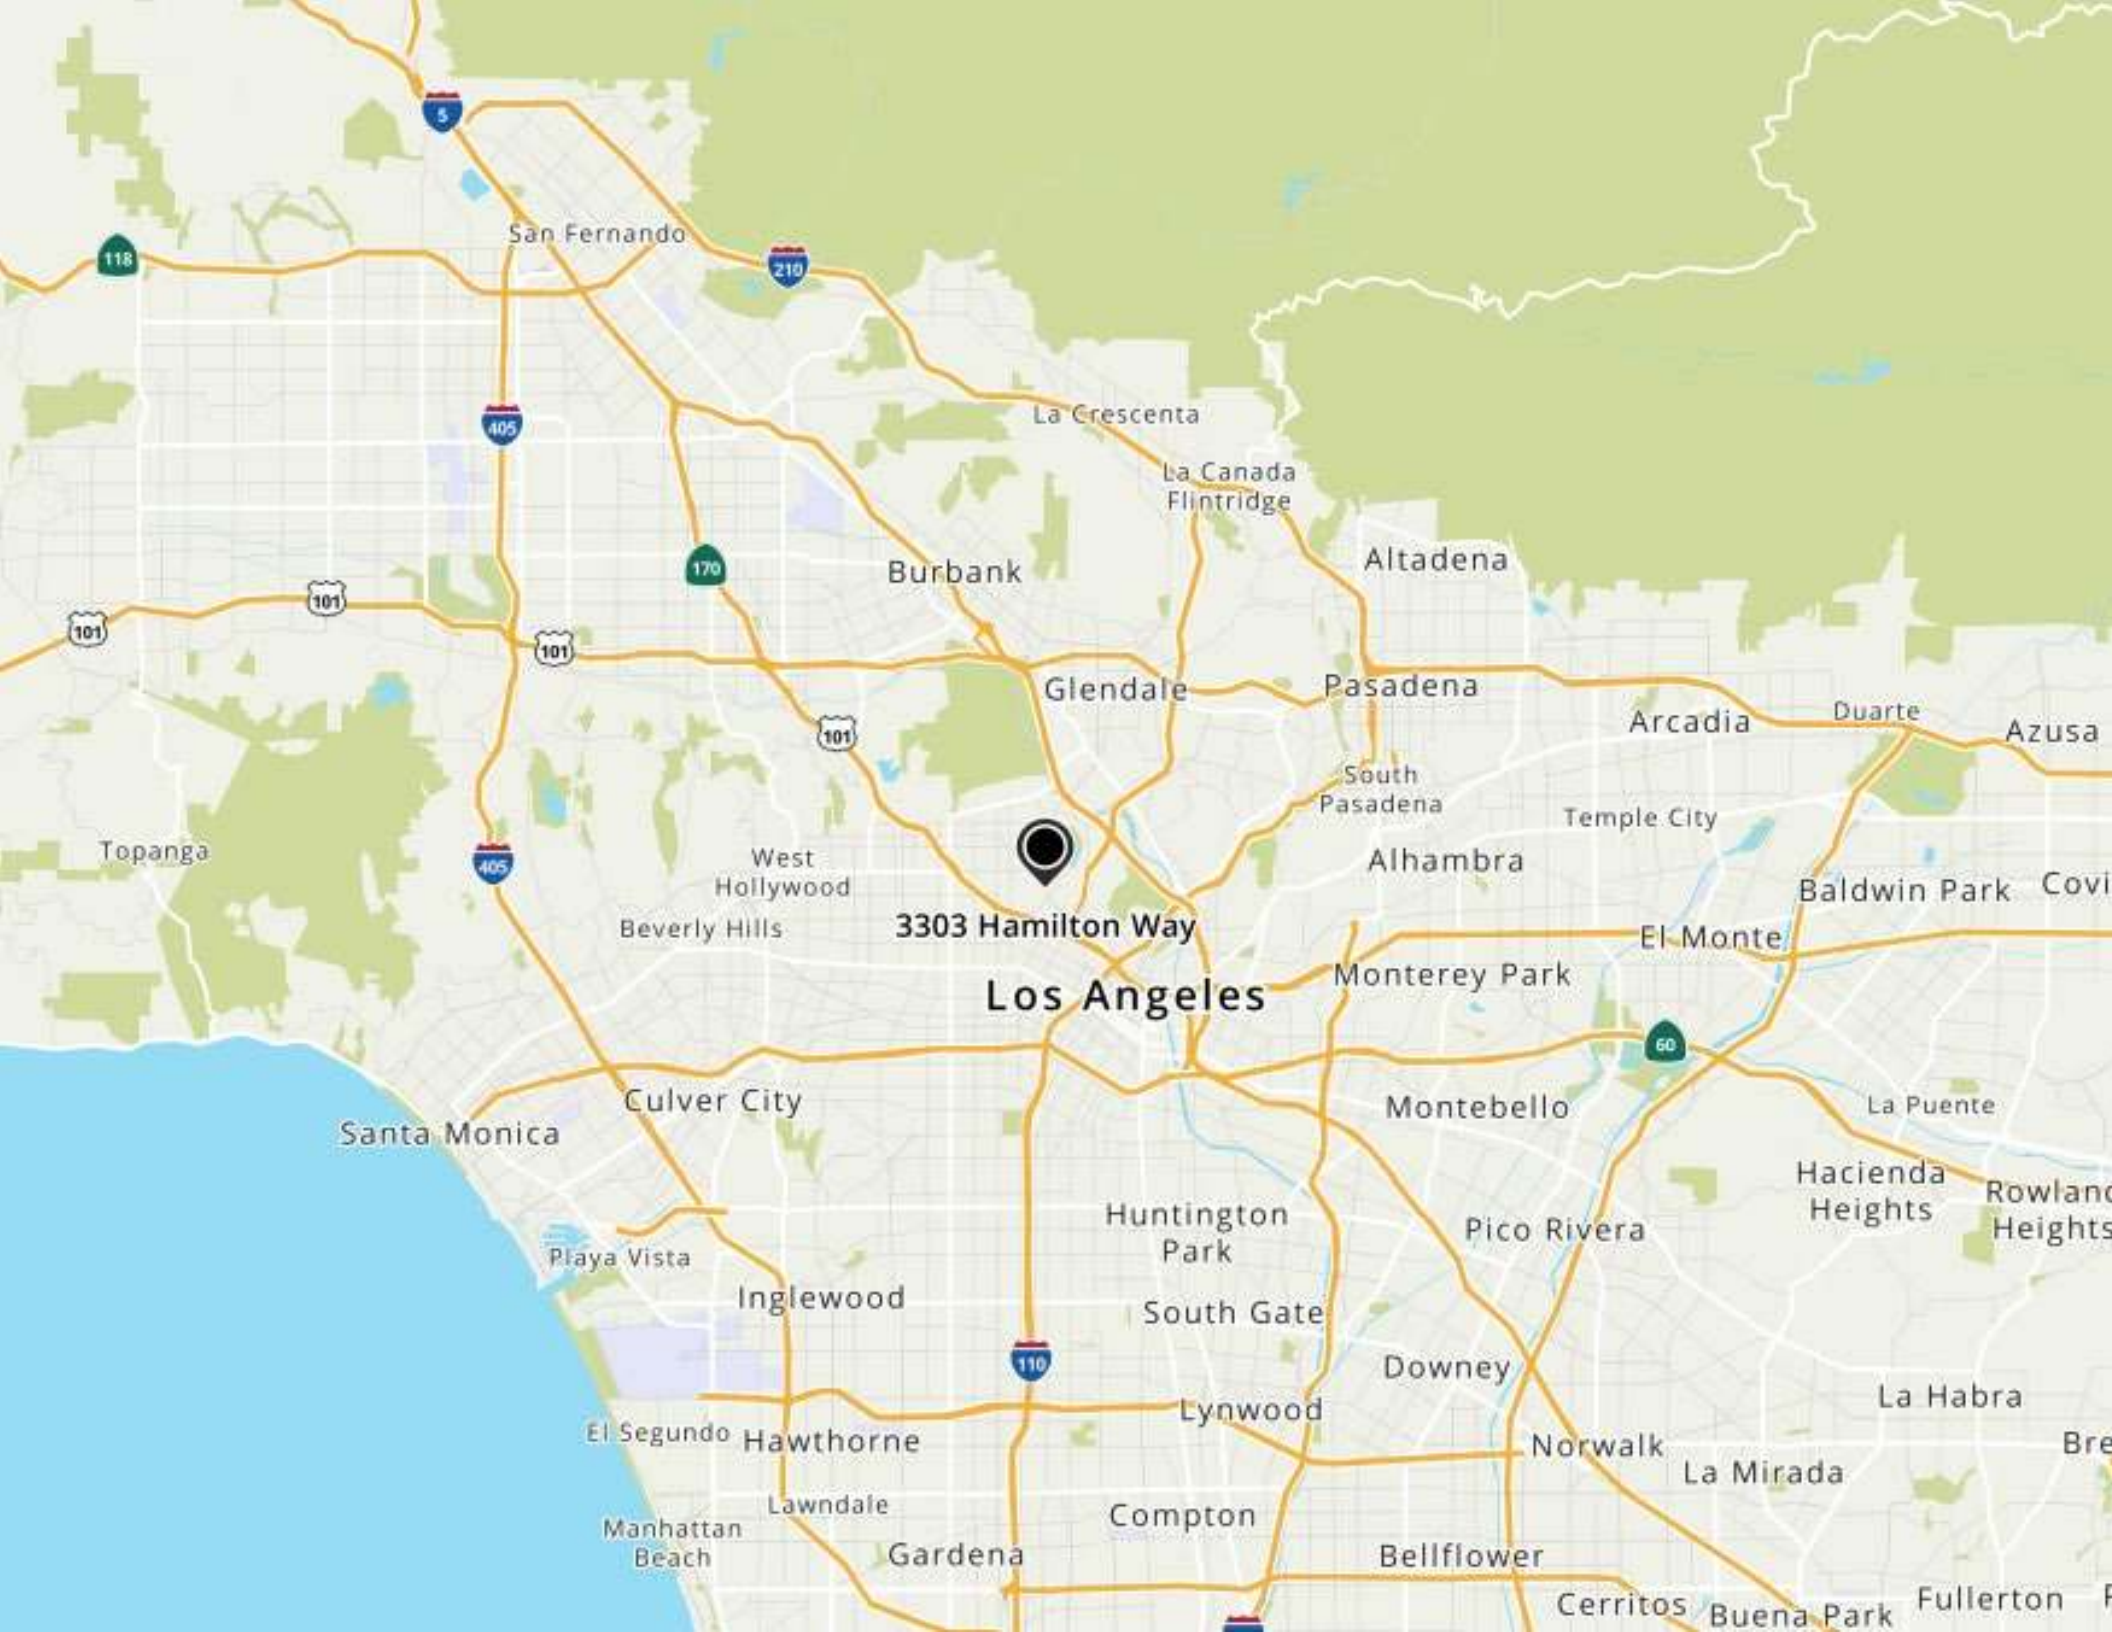 5
San Fernando
118
210
La Crescenta
405
La Canada
Flintridge
Altadena
170
Burbank
101
101
101
Glendale
Pasadena
Arcadia
Duarte
Azusa
101
South
Pasadena
Temple City
Topanga
405
West
Hollywood
Alhambra
Baldwin Park
Covi
Beverly Hills
3303 Hamilton Way
El Monte
Monterey Park
Los Angeles
60
Culver City
Santa Monica
Montebello
La Puente
Hacienda
Heights
Rowland
Heights
Huntington
Park
Pico Rivera
Playa Vista
Inglewood
South Gate
110
Downey
La Habra
Lynwood
El Segundo
Hawthorne
Norwalk
Bre
La Mirada
Lawndale
Compton
Manhattan
Beach
Gardena
Bellflower
Cerritos
Buena Park
Fullerton
F